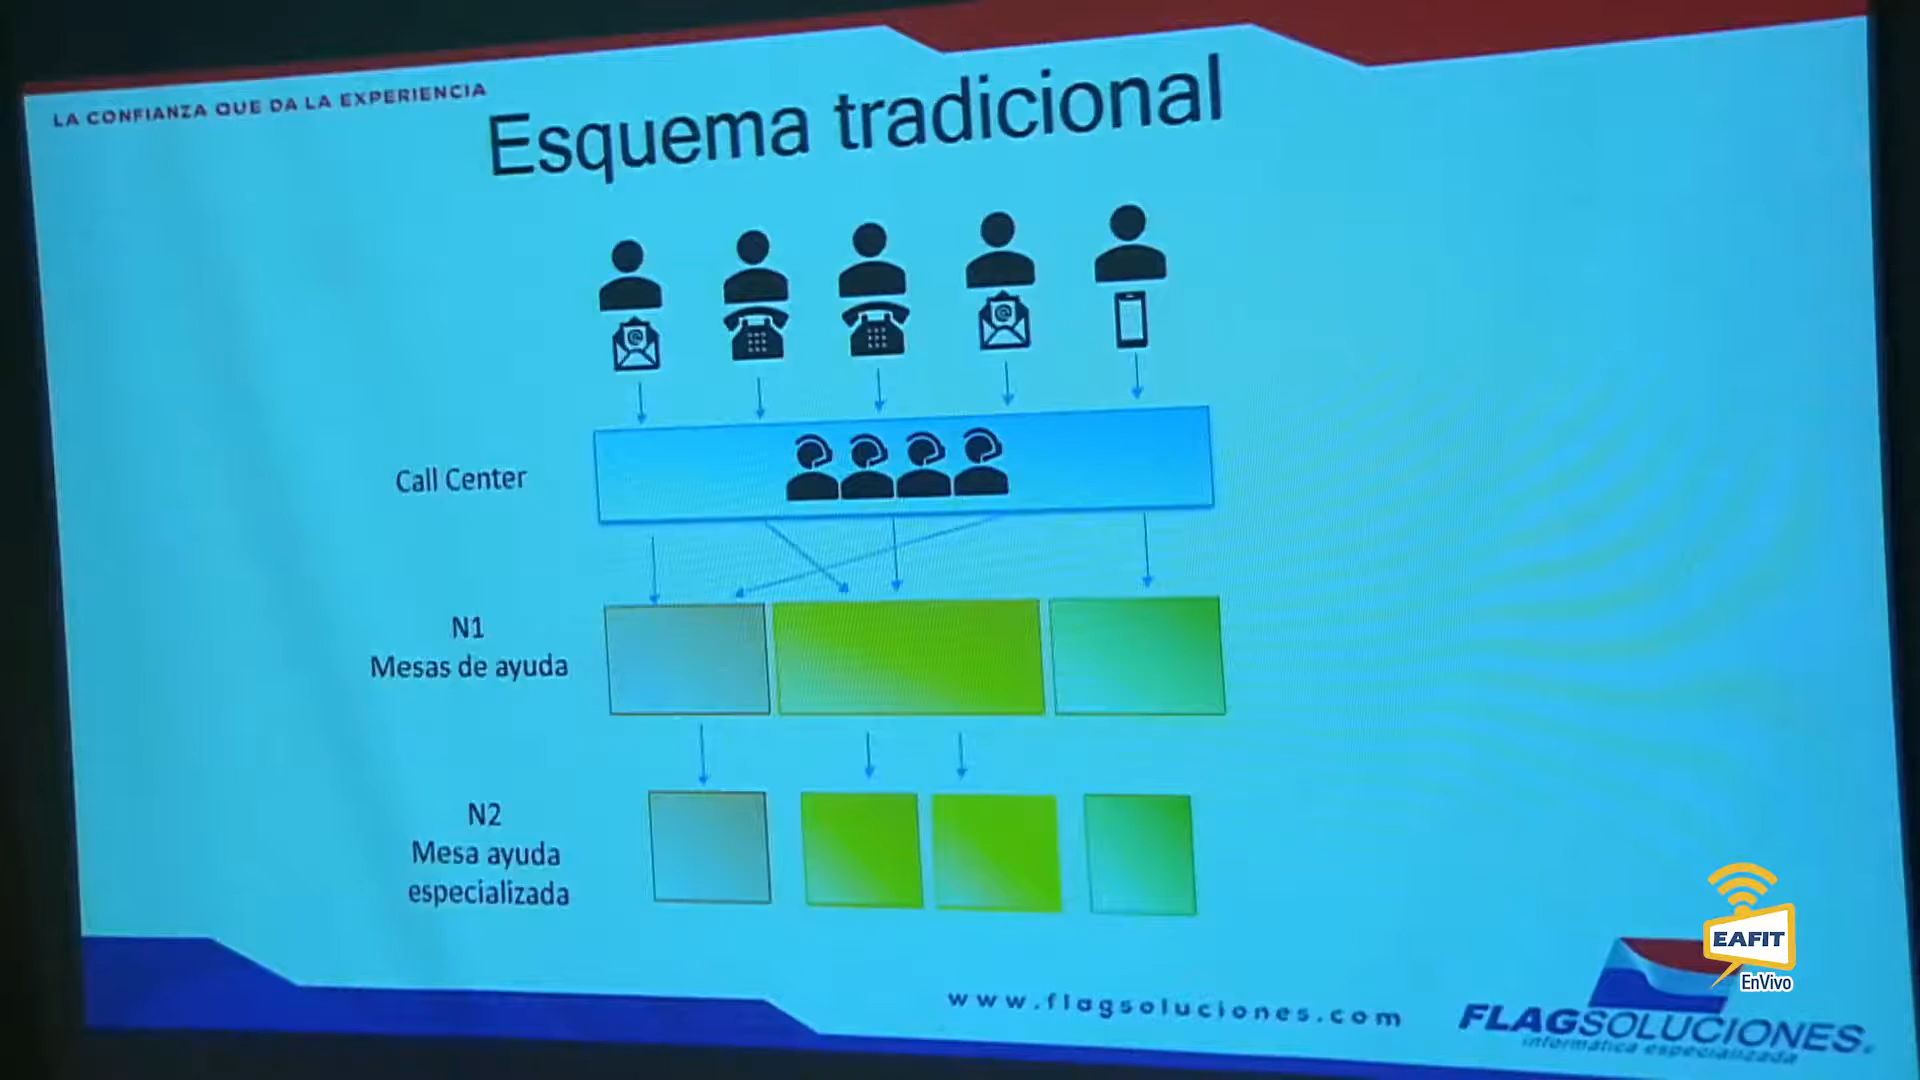 LA CONFIANZA QUE DA LA EXPERIENCIA
Esquema tradicional
Call Center
N1
Mesas de ayuda
N2
Mesa ayuda
especializada
www.flagsoluciones.com
FLAGSOLUCIONES
informática especializada
EAFIT
EnVivo